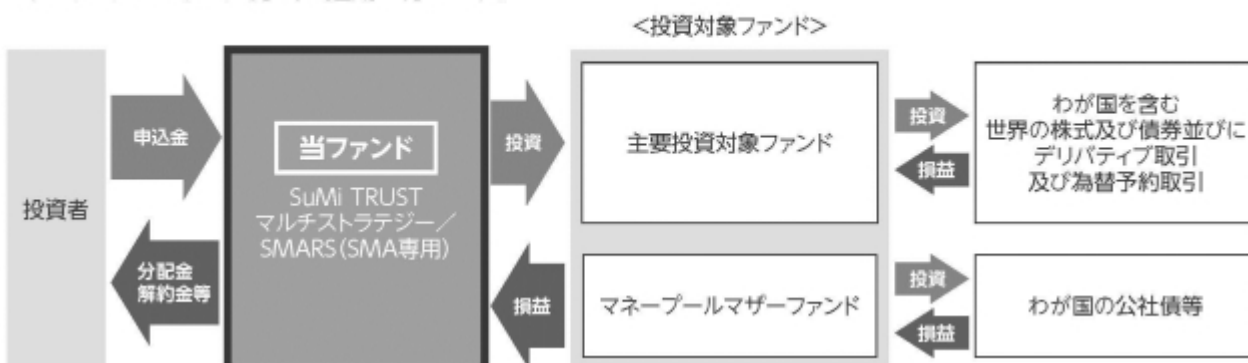 <投資対象ファンド>
投資者
申込金
分配金
解約金等
当ファンド
SuMi TRUST
マルチストラテジー／
SMARS（SMA専用）
投資
損益
主要投資対象ファンド
マネープールマザーファンド
投資
損益
わが国を含む
世界の株式及び債券並びに
デリバティブ取引
及び為替予約取引
投資
損益
わが国の公社債等